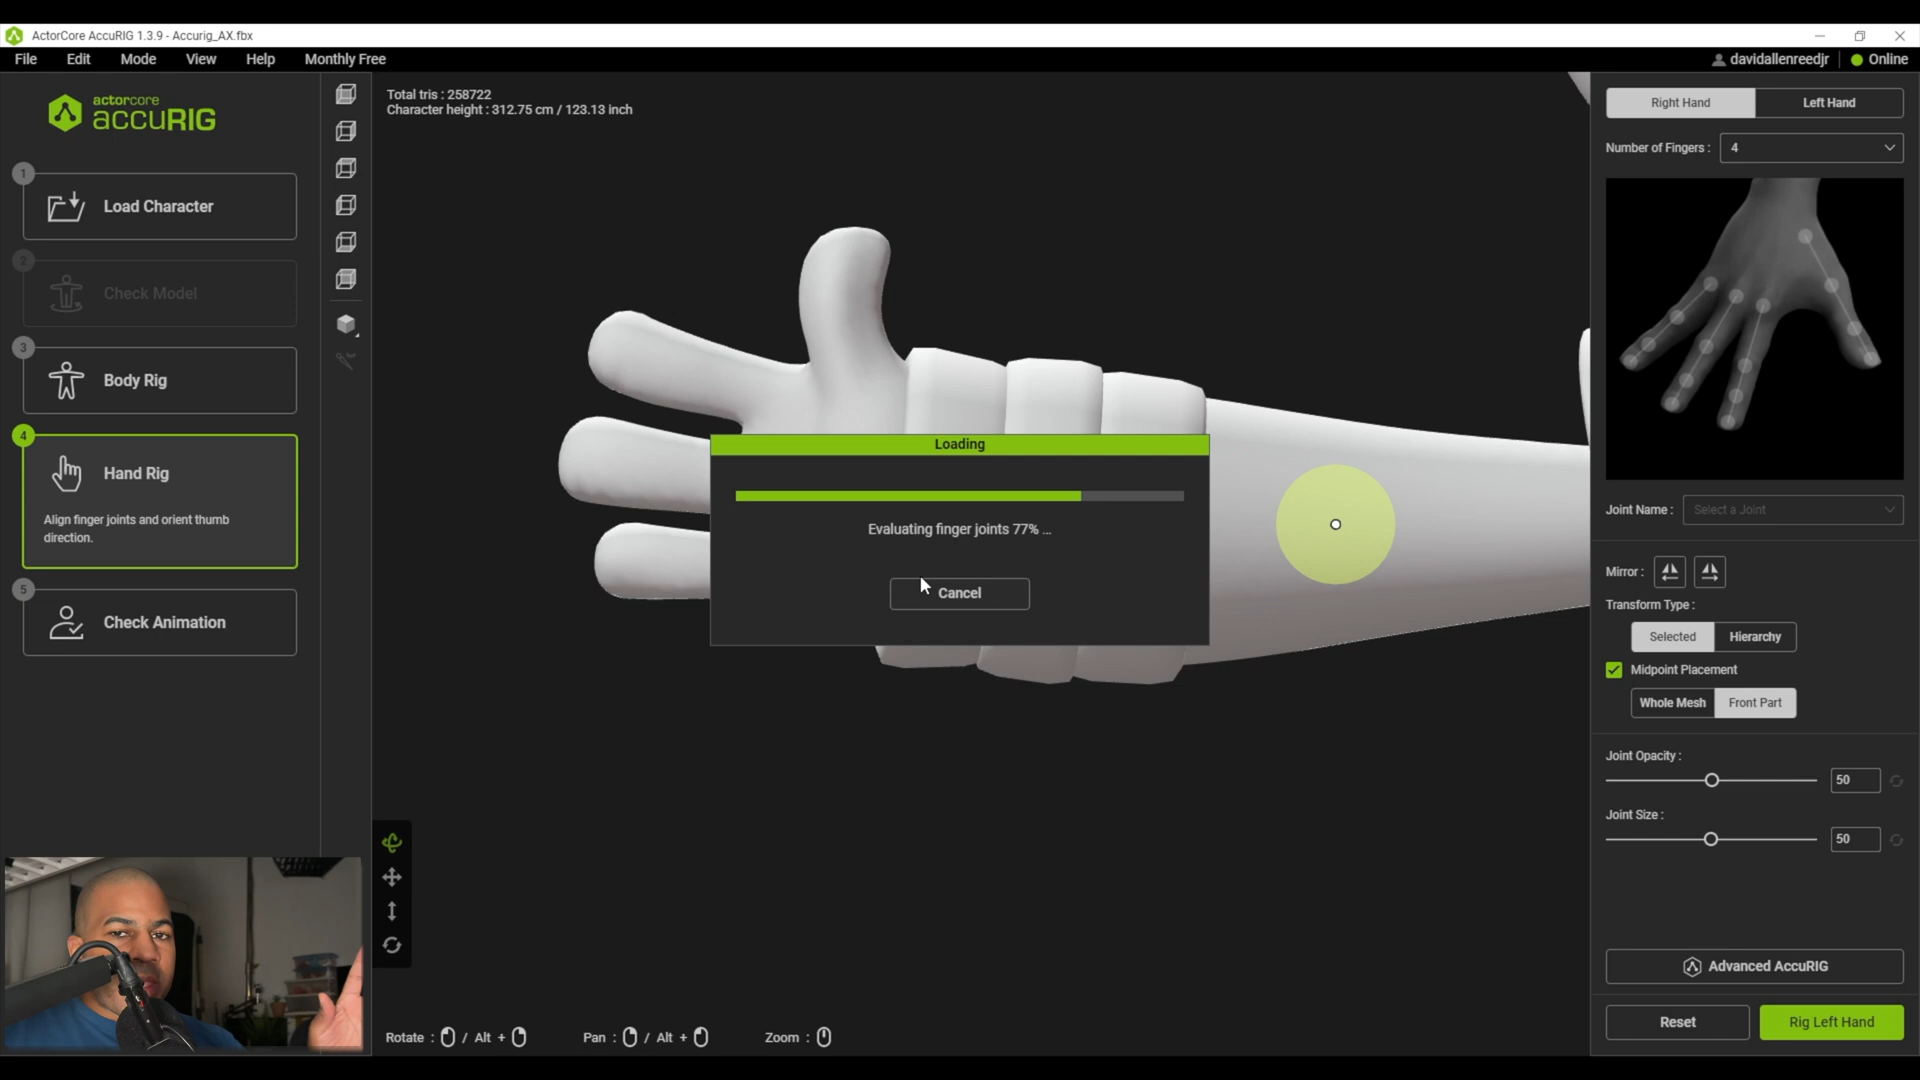 ActorCore AccuRIG 1.3.9 - Accurig_AX.fbx
File Edit Mode View Help Monthly Free
davidallenreedjr
Online
actorcore
accuRIG
1
Load Character
2
Check Model
3
Body Rig
4
Hand Rig
Align finger joints and orient thumb
direction.
5
Check Animation
Total tris : 258722
Character height : 312.75 cm / 123.13 inch
Loading
Evaluating finger joints 77% ...
Cancel
Rotate : / Alt + Pan : / Alt + Zoom :
Right Hand Left Hand
Number of Fingers : 4
Joint Name : Select a Joint
Mirror :
Transform Type :
Selected Hierarchy
Midpoint Placement
Whole Mesh Front Part
Joint Opacity :
50
Joint Size :
50
Advanced AccuRIG
Reset Rig Left Hand